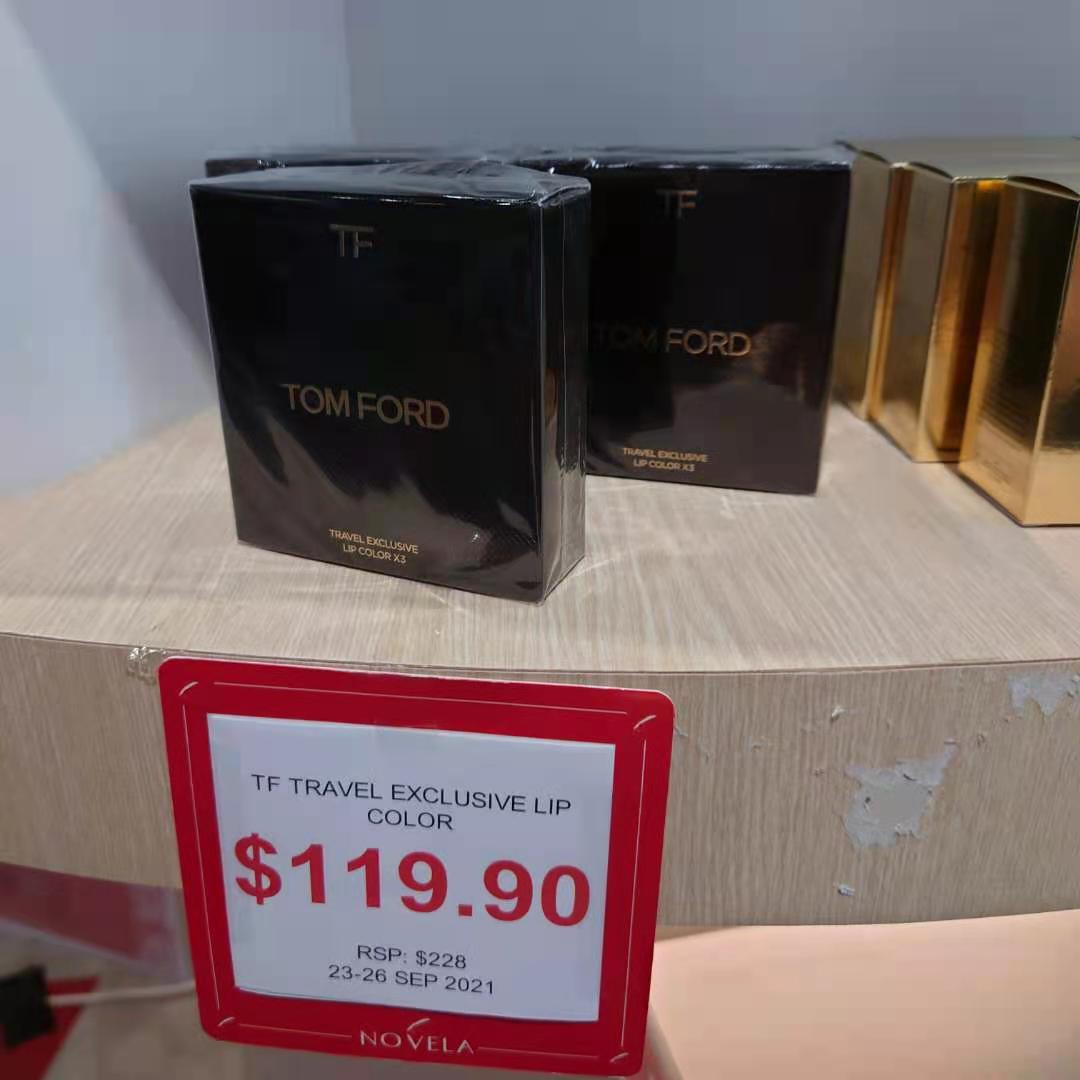 TF
TOM FORD
TRAVEL EXCLUSIVE
LIP COLOR X3
TF
TOM FORD
TRAVEL EXCLUSIVE
LIP COLOR X3
TF TRAVEL EXCLUSIVE LIP
COLOR
$119.90
RSP: $228
23-26 SEP 2021
NOVELA